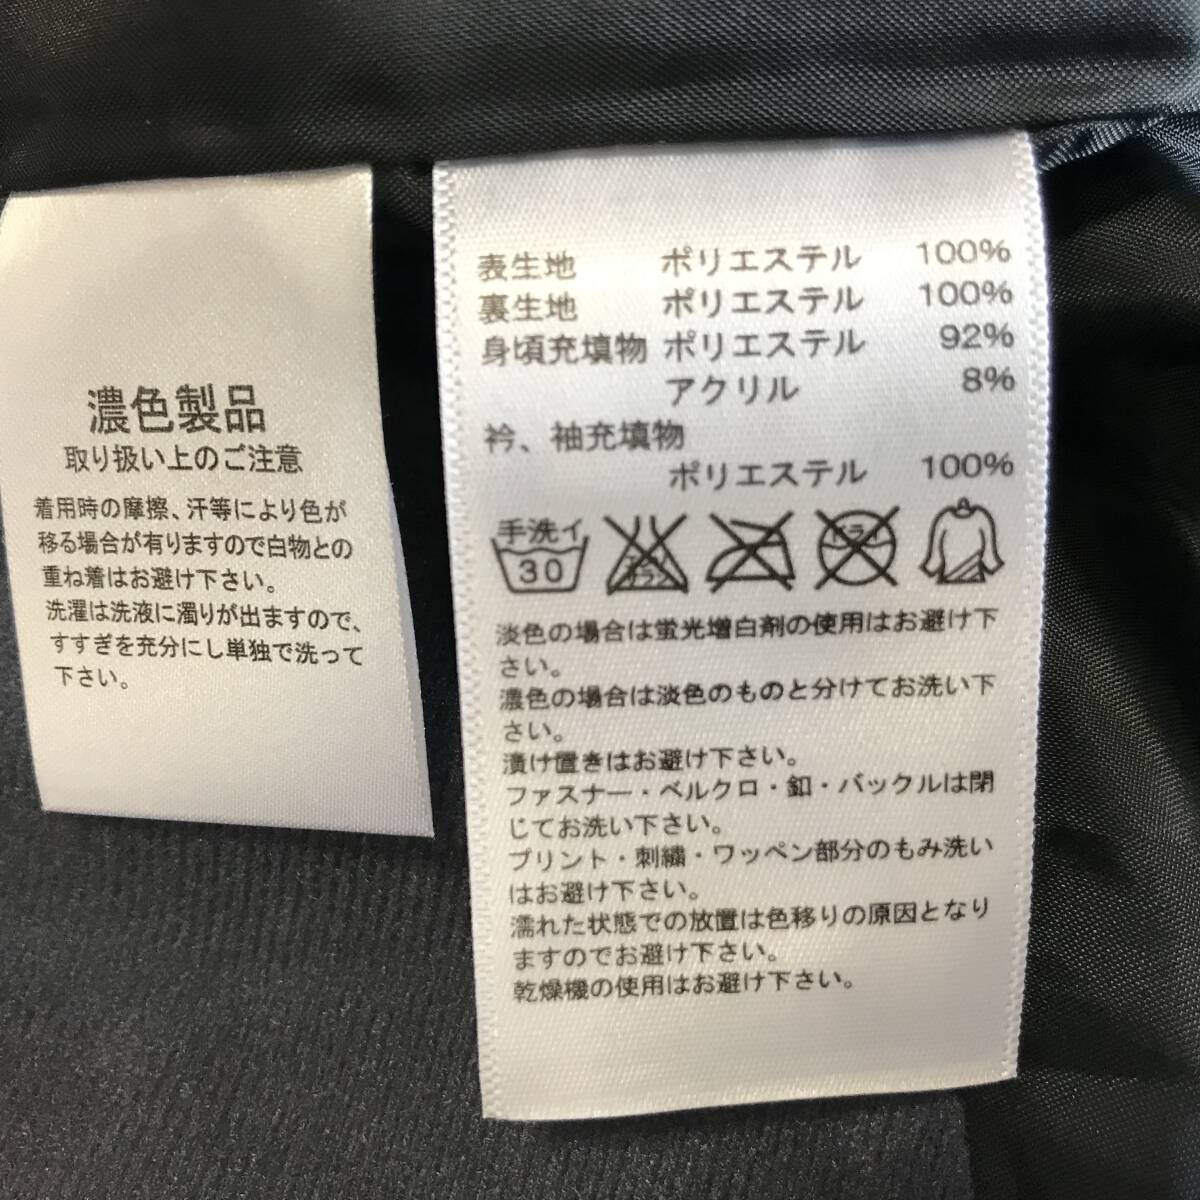 濃色製品
取り扱い上のご注意
着用時の摩擦、汗等により色が
移る場合が有りますので白物との
重ね着はお避け下さい。
洗濯は洗液に濁りが出ますので、
すすぎを充分にし単独で洗って
下さい。
表生地 ポリエステル 100%
裏生地 ポリエステル 100%
身頃充填物 ポリエステル 92%
アクリル 8%
衿、袖充填物
ポリエステル 100%
手洗イ
30
エンソサラシ
ドライ
淡色の場合は蛍光増白剤の使用はお避け下
さい。
濃色の場合は淡色のものと分けてお洗い下
さい。
漬け置きはお避け下さい。
ファスナー・ベルクロ・釦・バックルは閉
じてお洗い下さい。
プリント・刺繍・ワッペン部分のもみ洗い
はお避け下さい。
濡れた状態での放置は色移りの原因となり
ますのでお避け下さい。
乾燥機の使用はお避け下さい。